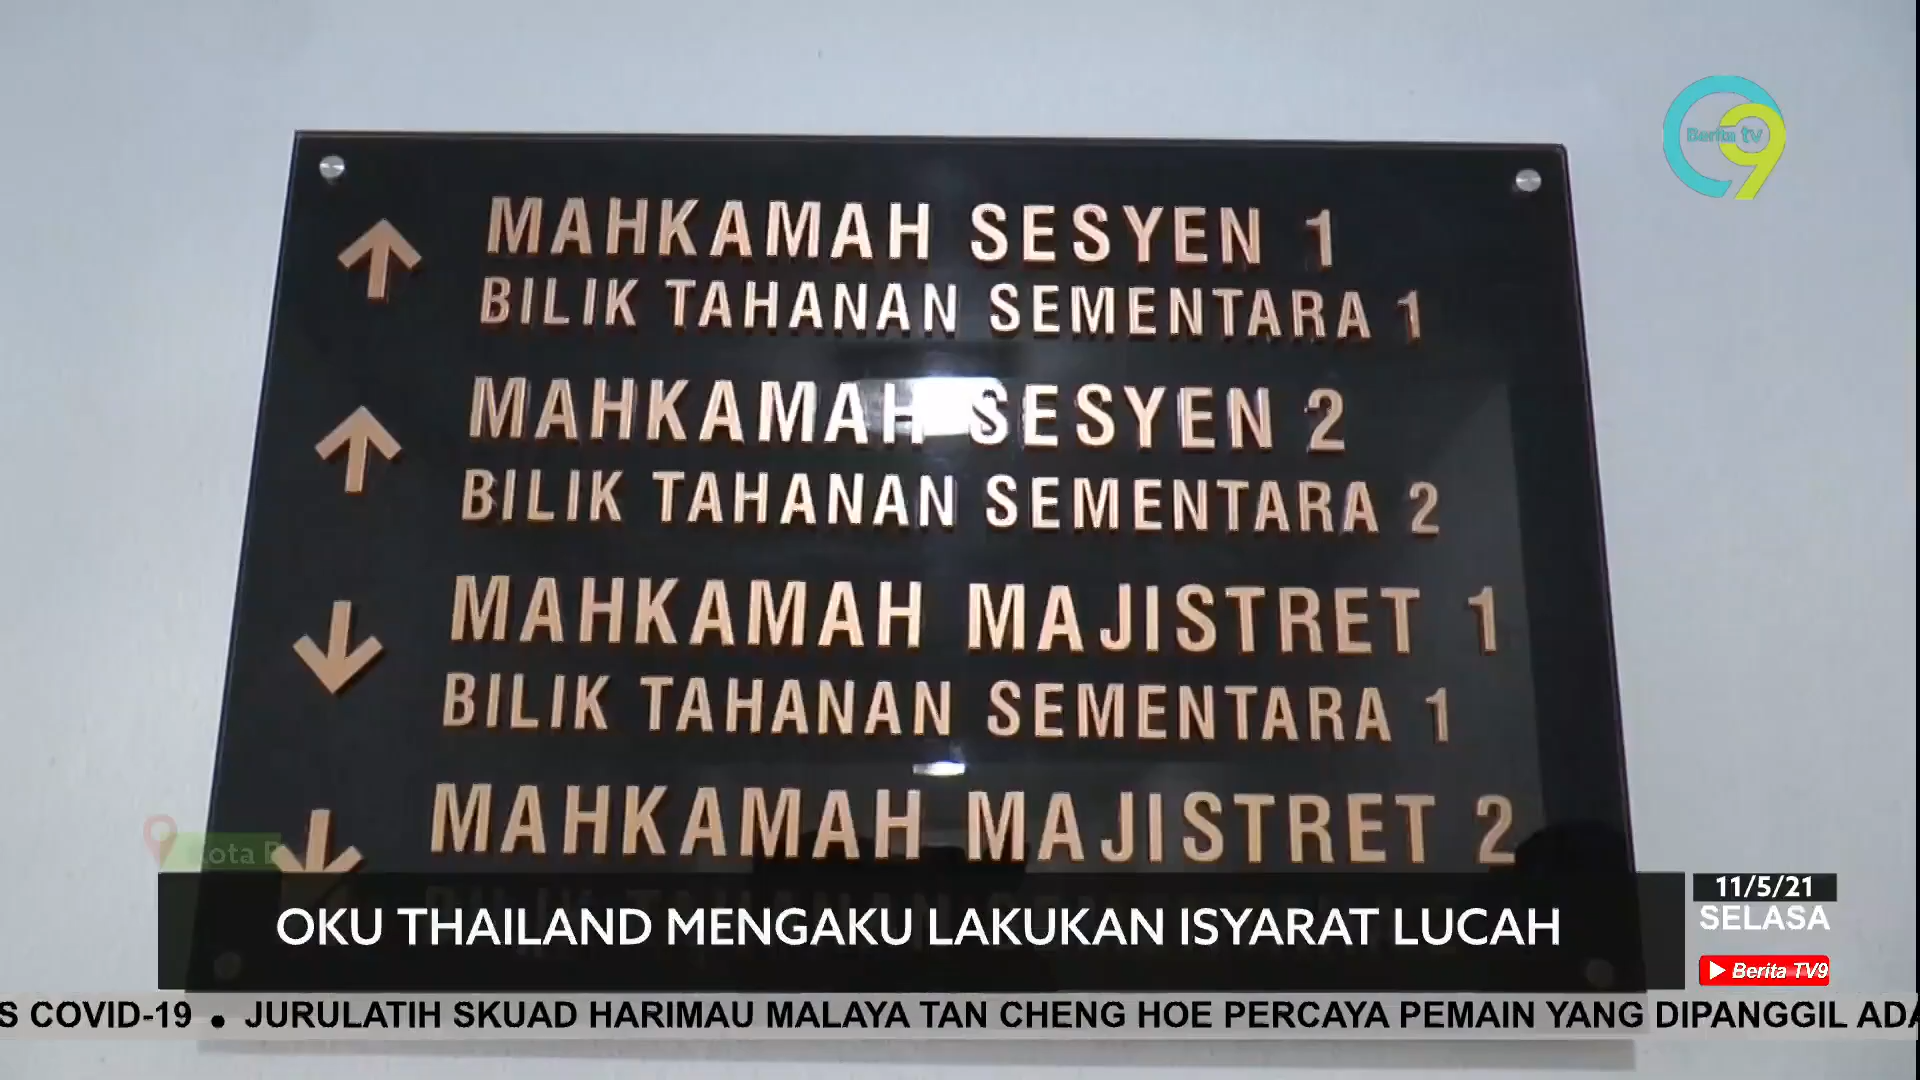 Berita tv
9
MAHKAMAH SESYEN 1
BILIK TAHANAN SEMENTARA 1
MAHKAMAH SESYEN 2
BILIK TAHANAN SEMENTARA 2
MAHKAMAH MAJISTRET 1
BILIK TAHANAN SEMENTARA 1
MAHKAMAH MAJISTRET 2
Kota
OKU THAILAND MENGAKU LAKUKAN ISYARAT LUCAH
11/5/21
SELASA
Berita TV9
COVID-19 • JURULATIH SKUAD HARIMAU MALAYA TAN CHENG HOE PERCAYA PEMAIN YANG DIPANGGIL